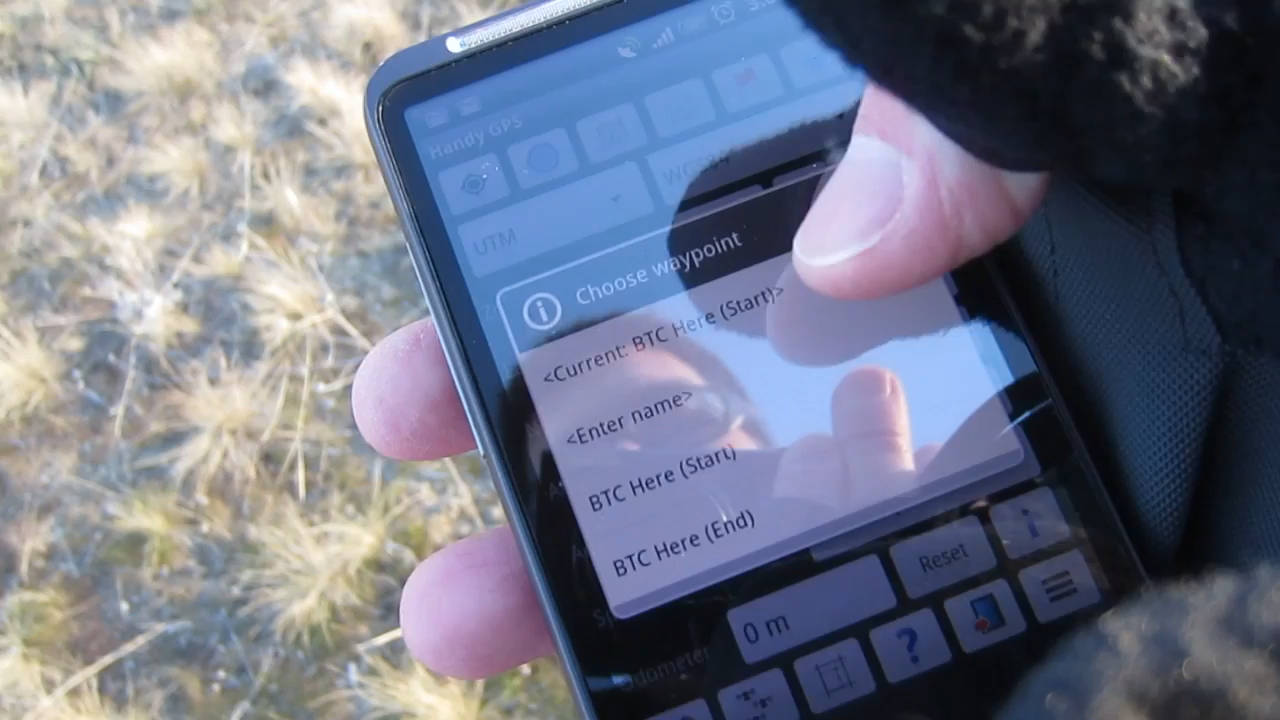 Handy GPS
UTM
WGS84
Choose waypoint
<Current: BTC Here (Start)>
<Enter name>
BTC Here (Start)
BTC Here (End)
Reset
0 m
Odometer
?